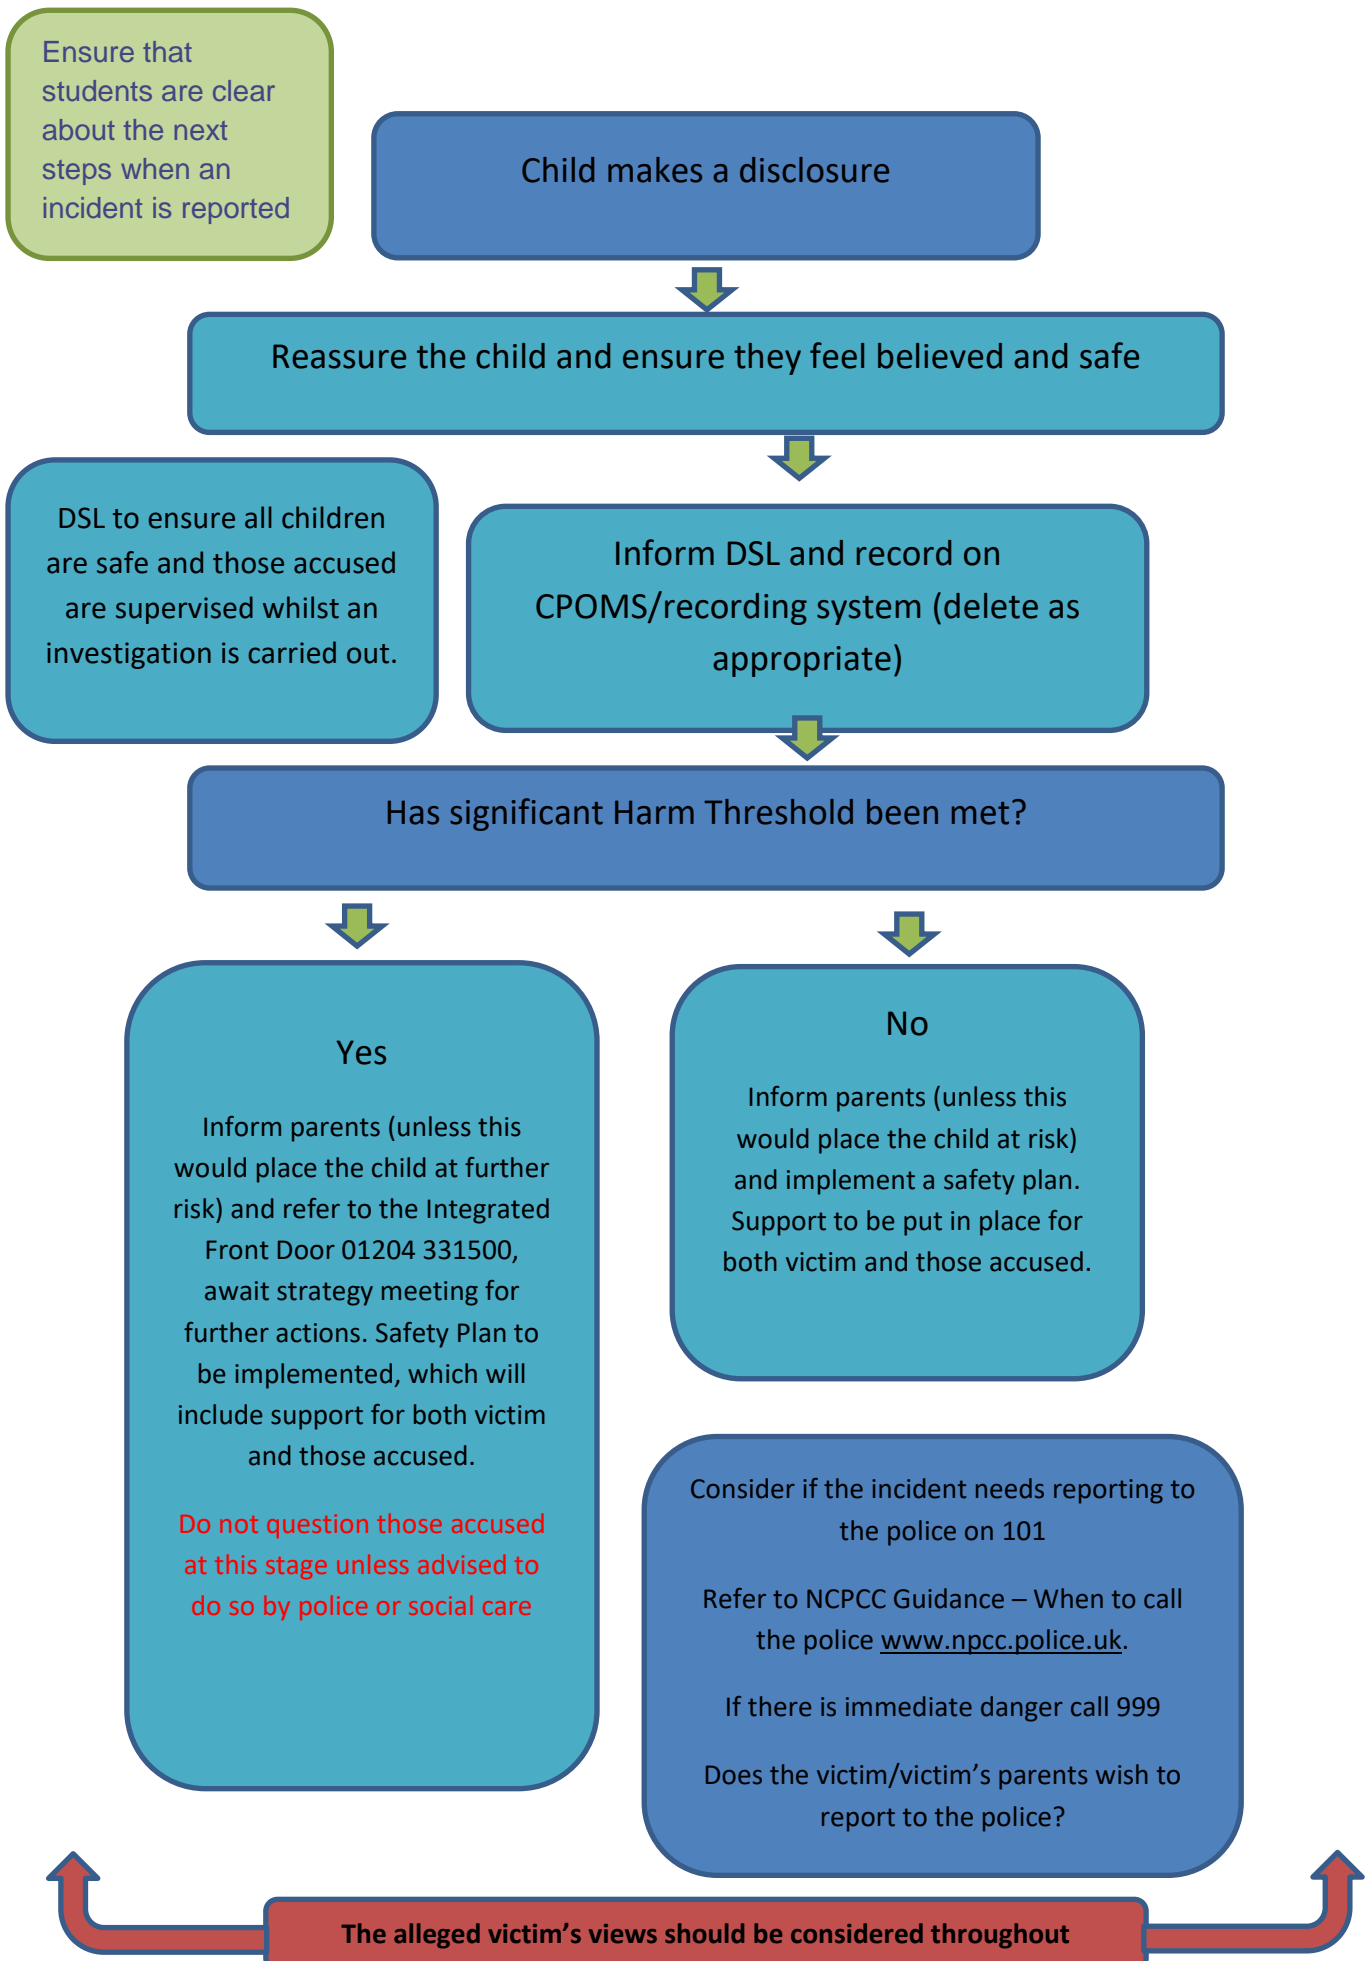 Ensure that
students are clear
about the next
steps when an
incident is reported
Child makes a disclosure
Reassure the child and ensure they feel believed and safe
DSL to ensure all children
are safe and those accused
are supervised whilst an
investigation is carried out.
Inform DSL and record on
CPOMS/recording system (delete as
appropriate)
Has significant Harm Threshold been met?
Yes
Inform parents (unless this
would place the child at further
risk) and refer to the Integrated
Front Door 01204 331500,
await strategy meeting for
further actions. Safety Plan to
be implemented, which will
include support for both victim
and those accused.
Do not question those accused
at this stage unless advised to
do so by police or social care
No
Inform parents (unless this
would place the child at risk)
and implement a safety plan.
Support to be put in place for
both victim and those accused.
Consider if the incident needs reporting to
the police on 101
Refer to NCPCC Guidance – When to call
the police www.npcc.police.uk.
If there is immediate danger call 999
Does the victim/victim’s parents wish to
report to the police?
The alleged victim’s views should be considered throughout